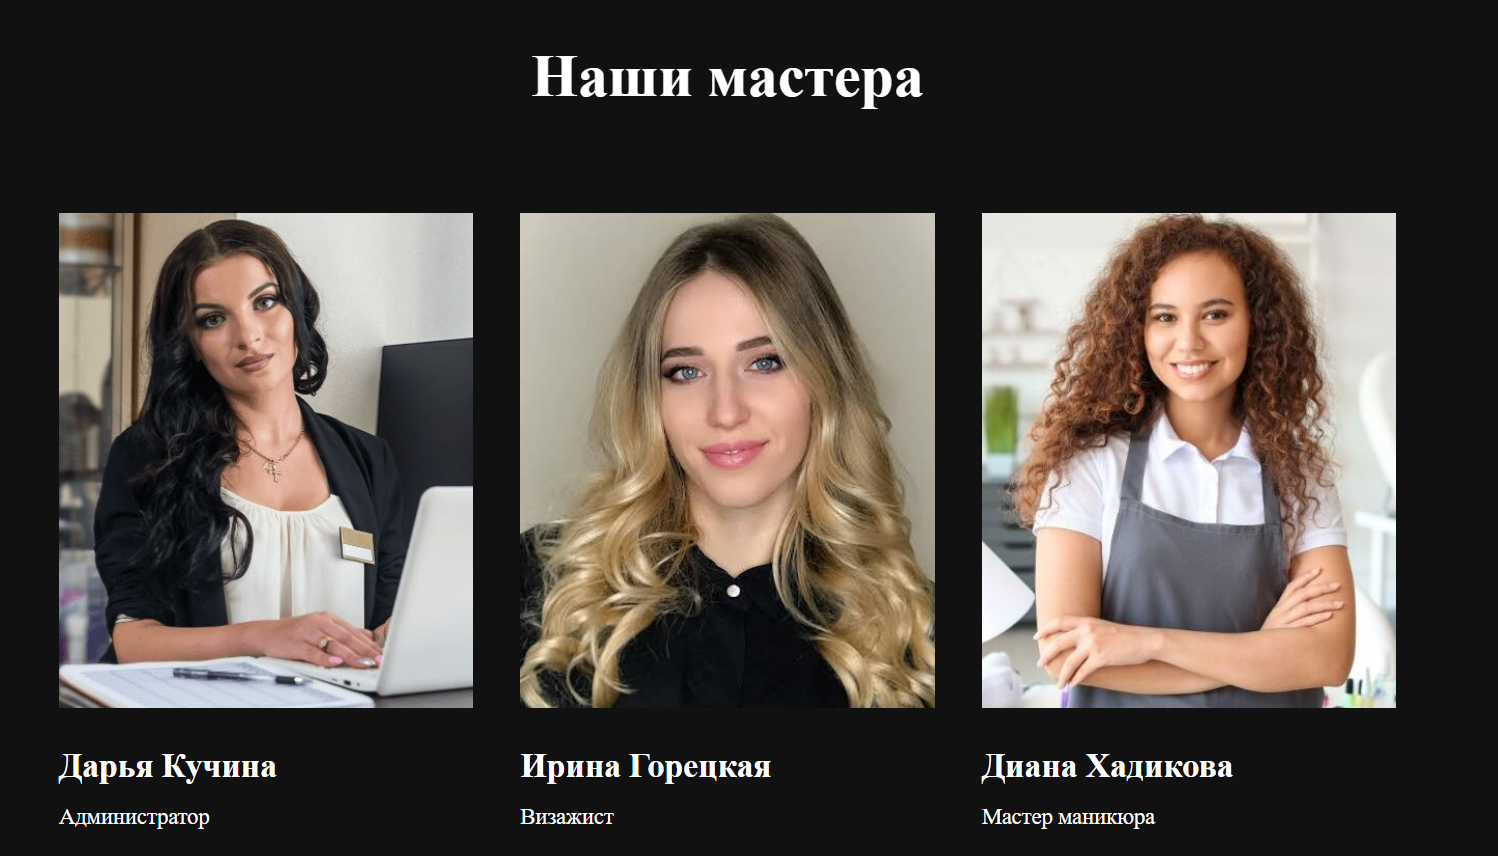 Наши мастера
Дарья Кучина
Администратор
Ирина Горецкая
Визажист
Диана Хадикова
Мастер маникюра